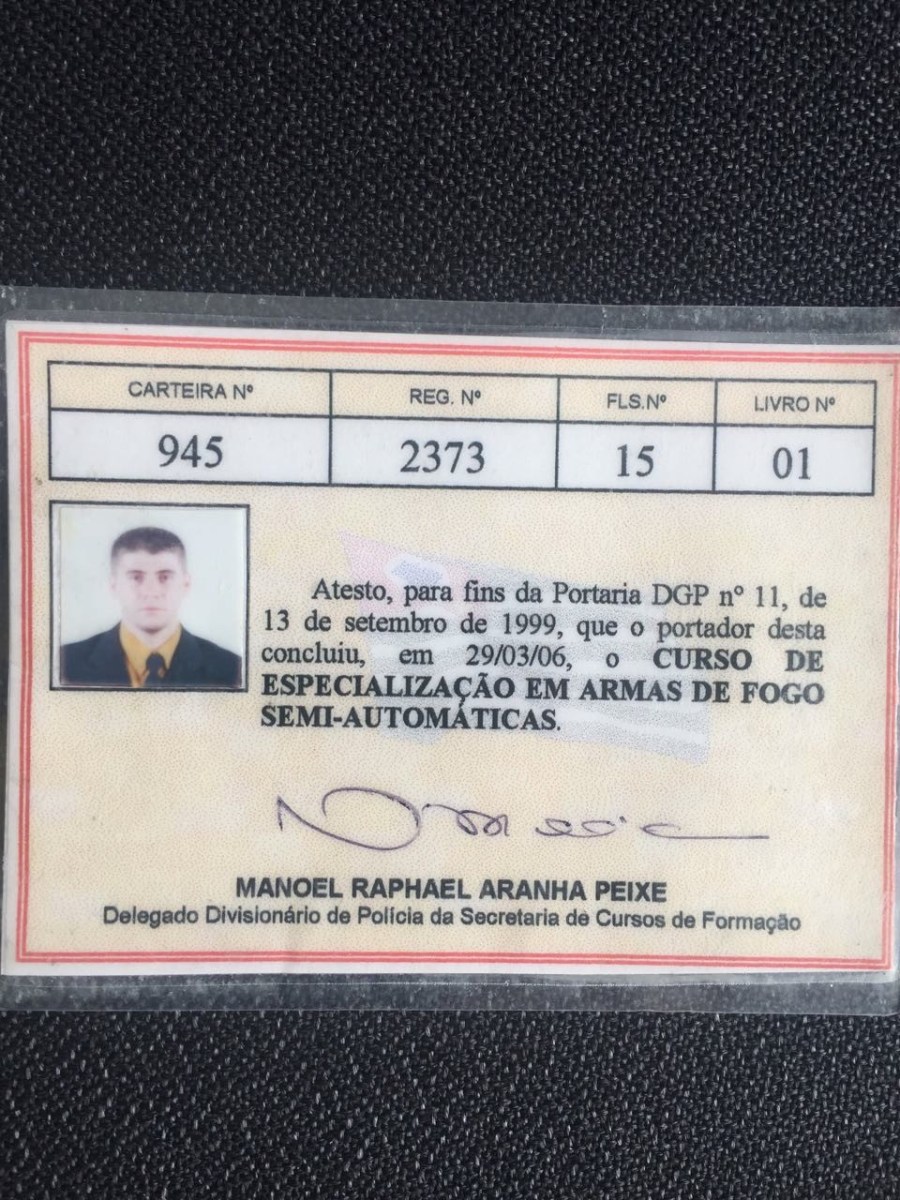 CARTEIRA Nº REG. Nº FLS.Nº LIVRO Nº
945 2373 15 01
Atesto, para fins da Portaria DGP nº 11, de
13 de setembro de 1999, que o portador desta
concluiu, em 29/03/06, o CURSO DE
ESPECIALIZAÇÃO EM ARMAS DE FOGO
SEMI-AUTOMÁTICAS.
MANOEL RAPHAEL ARANHA PEIXE
Delegado Divisionário de Polícia da Secretaria de Cursos de Formação